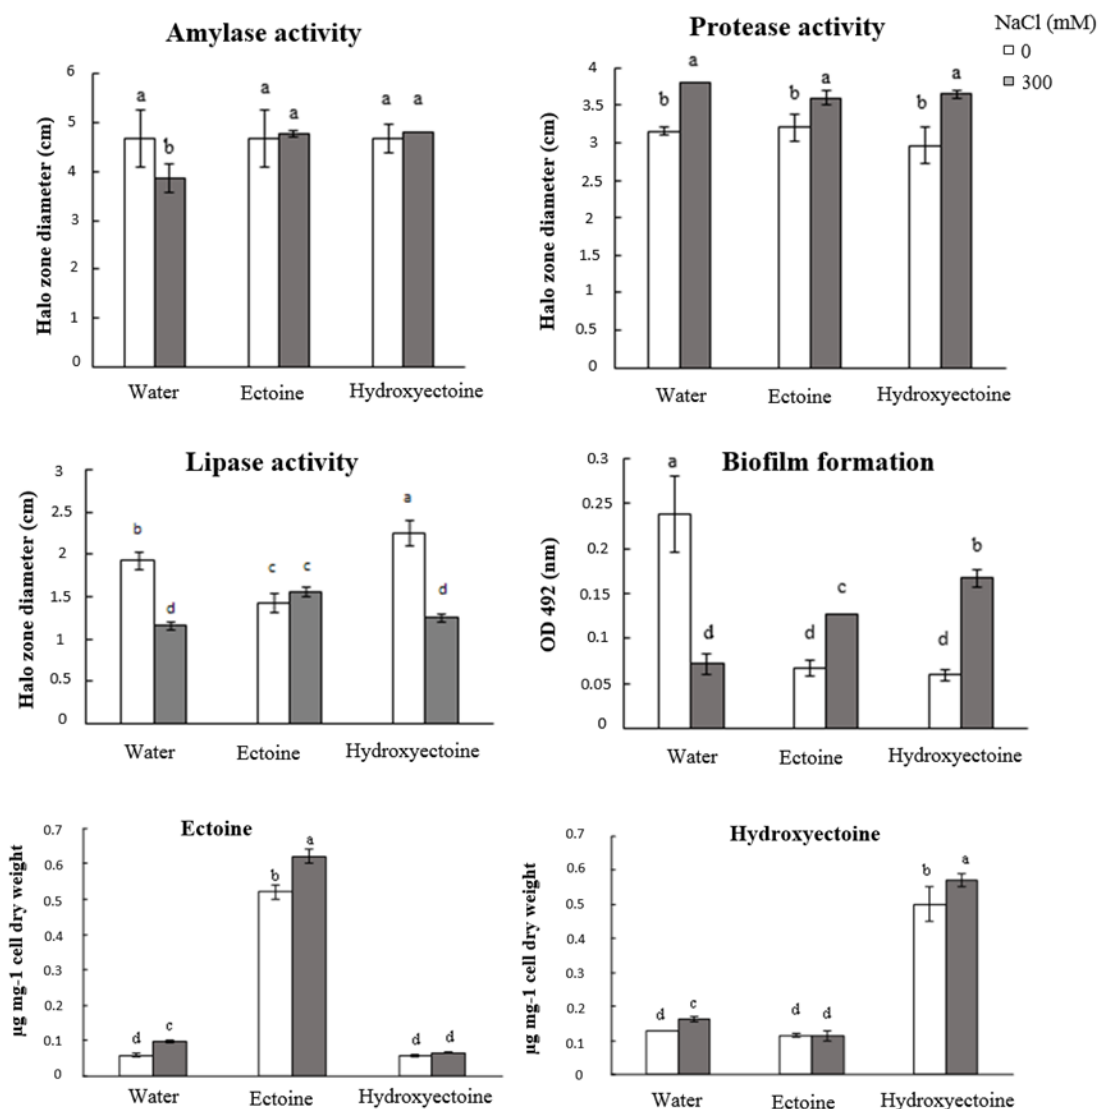 Amylase activity
Halo zone diameter (cm)
6
5
4
3
2
1
0
a
b
a
a
a
a
Water
Ectoine
Hydroxyectoine
Protease activity
NaCl (mM)
0
300
Halo zone diameter (cm)
4
3.5
3
2.5
2
1.5
1
0.5
0
b
a
b
a
b
a
Water
Ectoine
Hydroxyectoine
Lipase activity
Halo zone diameter (cm)
3
2.5
2
1.5
1
0.5
0
b
d
c
c
a
d
Water
Ectoine
Hydroxyectoine
Biofilm formation
OD 492 (nm)
0.3
0.25
0.2
0.15
0.1
0.05
0
a
d
d
c
d
b
Water
Ectoine
Hydroxyectoine
Ectoine
µg mg-1 cell dry weight
0.7
0.6
0.5
0.4
0.3
0.2
0.1
0
d
c
b
a
d
d
Water
Ectoine
Hydroxyectoine
Hydroxyectoine
µg mg-1 cell dry weight
0.7
0.6
0.5
0.4
0.3
0.2
0.1
0
d
c
d
d
b
a
Water
Ectoine
Hydroxyectoine